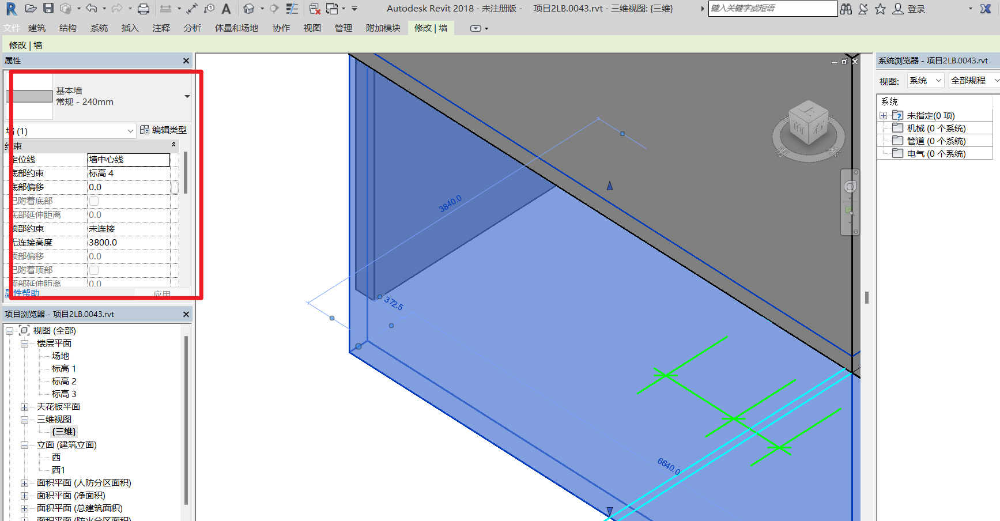 Autodesk Revit 2018 - 未注册版 - 项目2LB.0043.rvt - 三维视图: {三维}
键入关键字或短语
登录
文件 建筑 结构 系统 插入 注释 分析 体量和场地 协作 视图 管理 附加模块 修改 | 墙
修改 | 墙
属性
基本墙
常规 - 240mm
墙 (1)
编辑类型
约束
定位线 墙中心线
底部约束 标高 4
底部偏移 0.0
已附着底部
底部延伸距离 0.0
顶部约束 未连接
无连接高度 3800.0
顶部偏移 0.0
已附着顶部
顶部延伸距离 0.0
属性帮助 应用
项目浏览器 - 项目2LB.0043.rvt
视图 (全部)
楼层平面
场地
标高 1
标高 2
标高 3
天花板平面
三维视图
{三维}
立面 (建筑立面)
西
西1
面积平面 (人防分区面积)
面积平面 (净面积)
面积平面 (总建筑面积)
面积平面 (防火分区面积)
3840.0
372.5
6640.0
上
前
右
系统浏览器 - 项目2LB.0043.rvt
视图: 系统 全部规程
系统
未指定(0 项)
机械 (0 个系统)
管道 (0 个系统)
电气 (0 个系统)